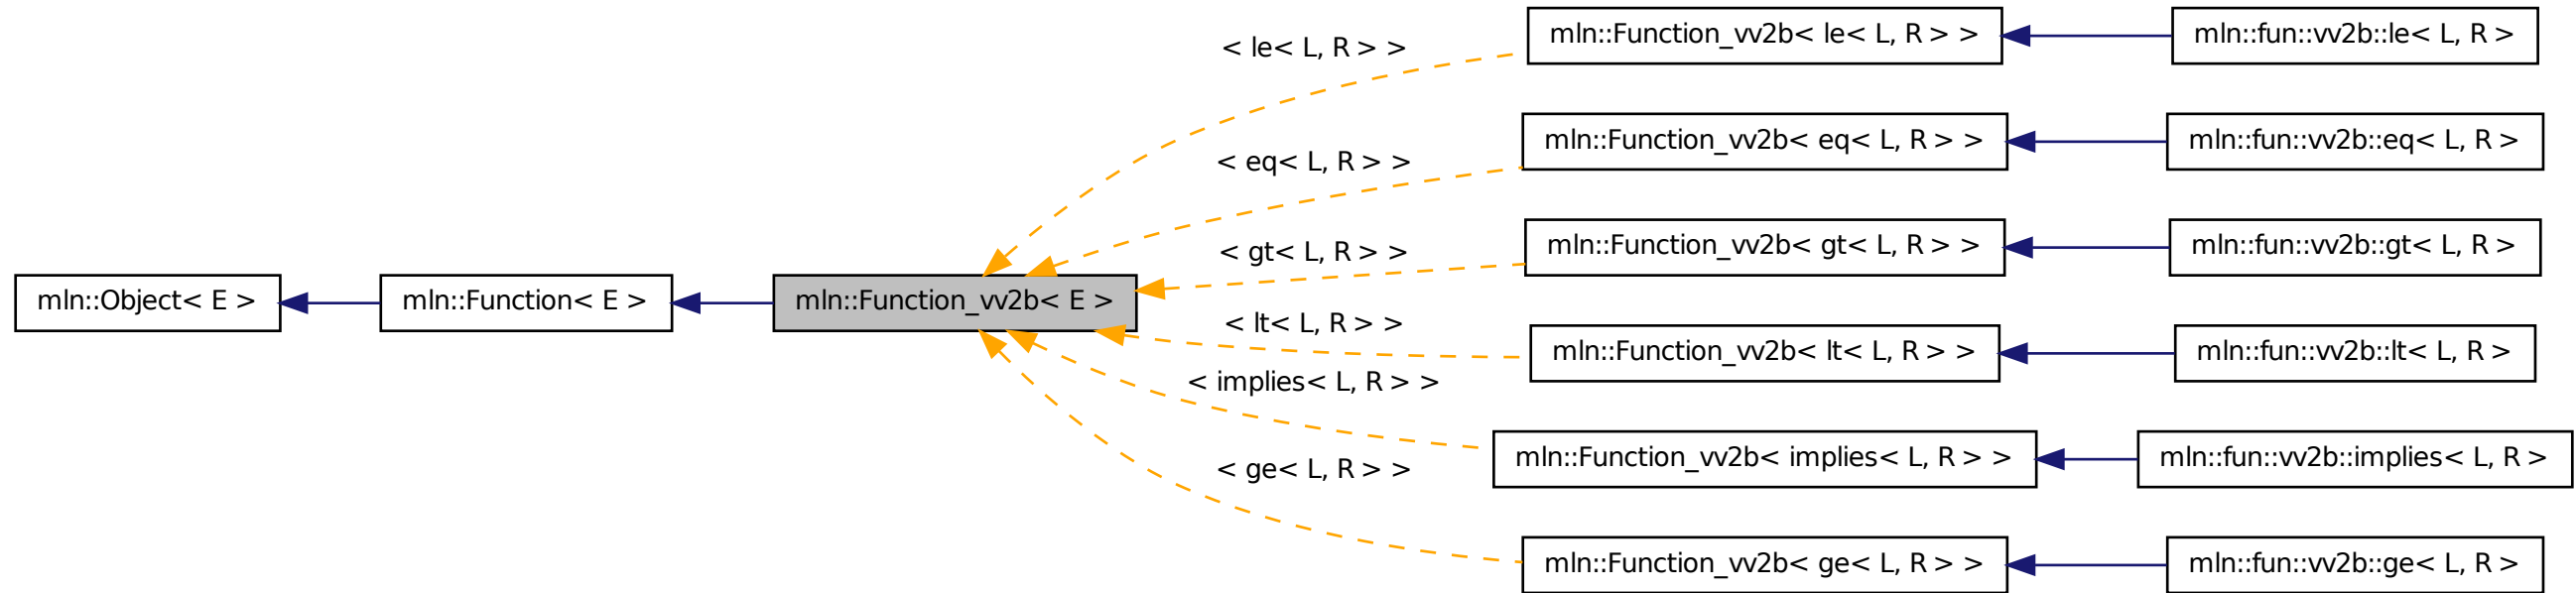 < le< L, R > >
mln::Function_vv2b< le< L, R > >
mln::fun::vv2b::le< L, R >
< eq< L, R > >
mln::Function_vv2b< eq< L, R > >
mln::fun::vv2b::eq< L, R >
< gt< L, R > >
mln::Function_vv2b< gt< L, R > >
mln::fun::vv2b::gt< L, R >
mln::Object< E >
mln::Function< E >
mln::Function_vv2b< E >
< lt< L, R > >
mln::Function_vv2b< lt< L, R > >
mln::fun::vv2b::lt< L, R >
< implies< L, R > >
mln::Function_vv2b< implies< L, R > >
mln::fun::vv2b::implies< L, R >
< ge< L, R > >
mln::Function_vv2b< ge< L, R > >
mln::fun::vv2b::ge< L, R >